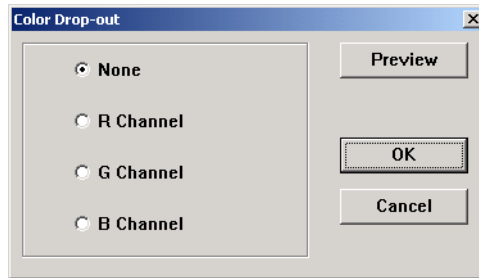 Color Drop-out
None
R Channel
G Channel
B Channel
Preview
OK
Cancel